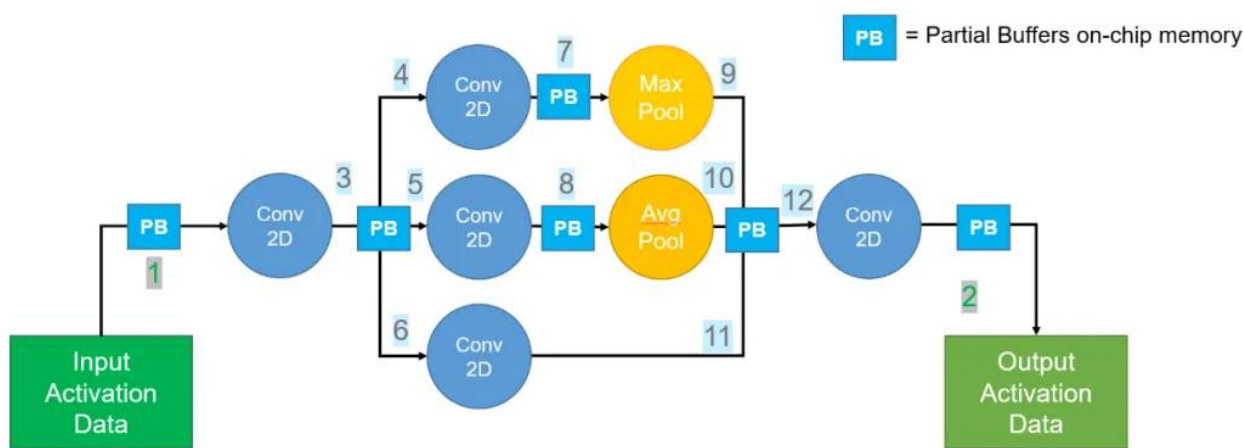 PB = Partial Buffers on-chip memory
4
Conv
2D
7
PB
Max
Pool
9
1
PB
Conv
2D
3
PB
5
Conv
2D
8
PB
Avg
Pool
10
PB
12
Conv
2D
PB
2
6
Conv
2D
11
Input
Activation
Data
Output
Activation
Data